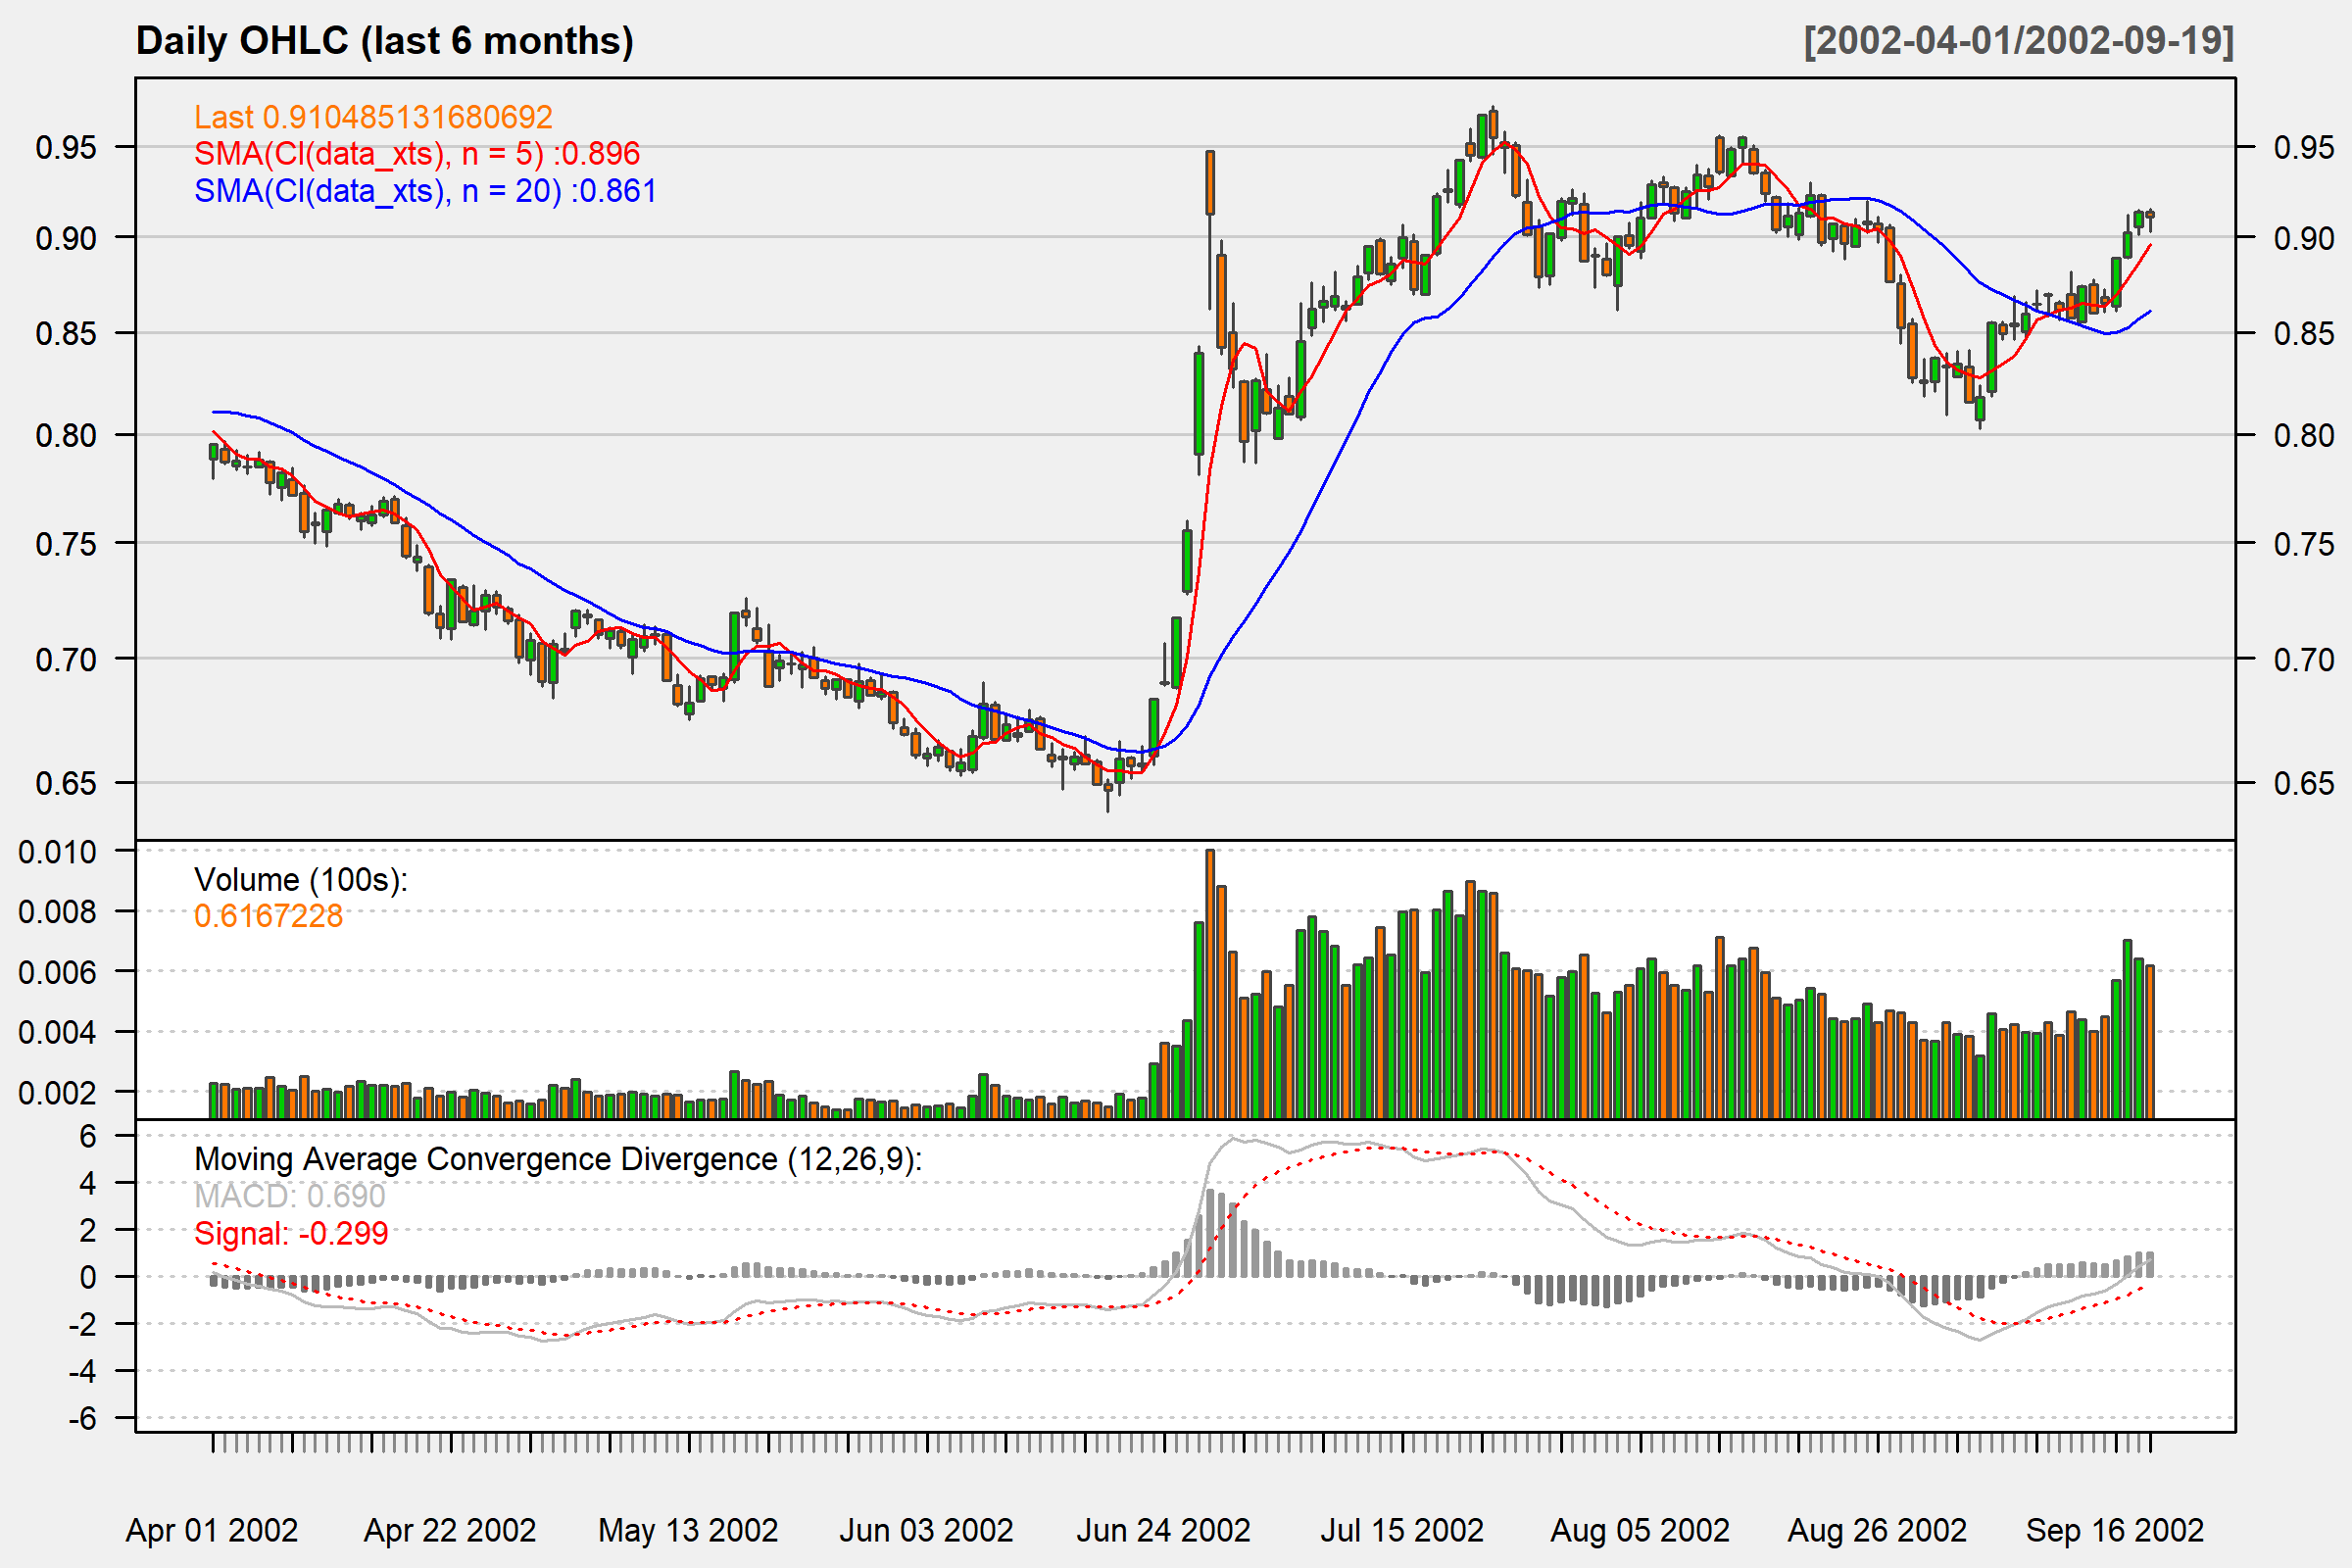 Daily OHLC (last 6 months) [2002-04-01/2002-09-19]
Last 0.910485131680692
SMA(Cl(data_xts), n = 5) :0.896
SMA(Cl(data_xts), n = 20) :0.861
0.95 0.95
0.90 0.90
0.85 0.85
0.80 0.80
0.75 0.75
0.70 0.70
0.65 0.65
0.010
Volume (100s):
0.6167228
0.008
0.006
0.004
0.002
6
Moving Average Convergence Divergence (12,26,9):
4
MACD: 0.690
2
Signal: -0.299
0
-2
-4
-6
Apr 01 2002 Apr 22 2002 May 13 2002 Jun 03 2002 Jun 24 2002 Jul 15 2002 Aug 05 2002 Aug 26 2002 Sep 16 2002